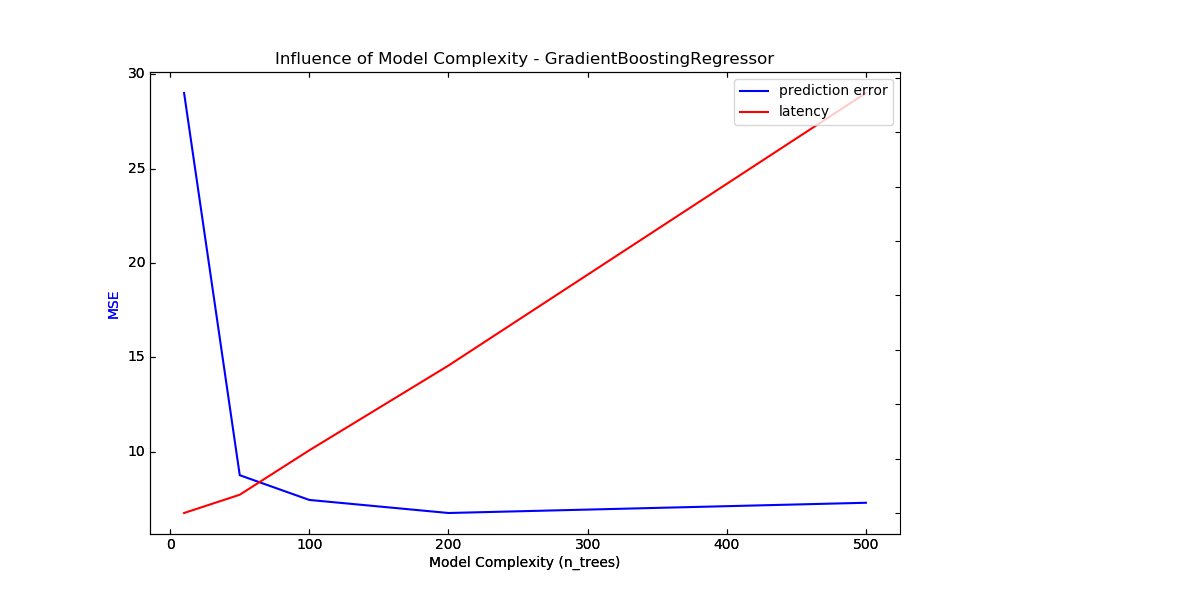 Influence of Model Complexity - GradientBoostingRegressor
prediction error
latency
30
25
20
15
10
MSE
0 100 200 300 400 500
Model Complexity (n_trees)